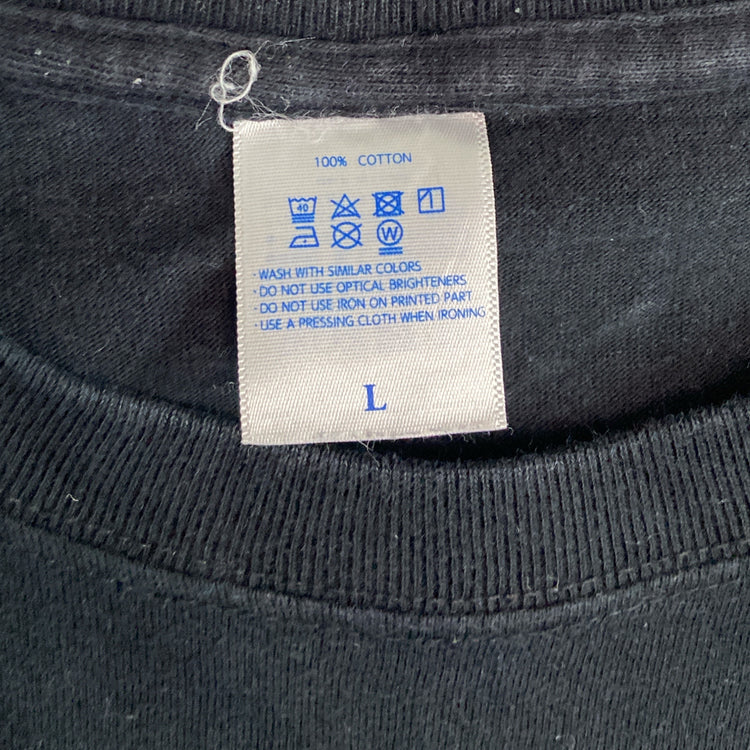 100% COTTON
40
W
· WASH WITH SIMILAR COLORS
· DO NOT USE OPTICAL BRIGHTENERS
· DO NOT USE IRON ON PRINTED PART
· USE A PRESSING CLOTH WHEN IRONING
L